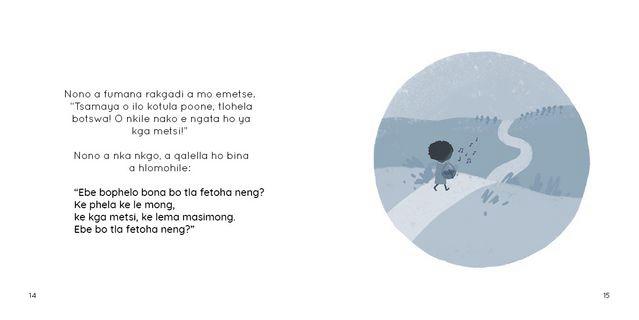 Nono a fumana rakgadi a mo emetse.
"Tsamaya o ilo kotula poone, tlohela
botswa! O nkile nako e ngata ho ya
kga metsi!"
Nono a nka nkgo, a qalella ho bina
a hlomohile:
"Ebe bophelo bona bo tla fetoha neng?
Ke phela ke le mong,
ke kga metsi, ke lema masimong.
Ebe bo tla fetoha neng?"
14
15